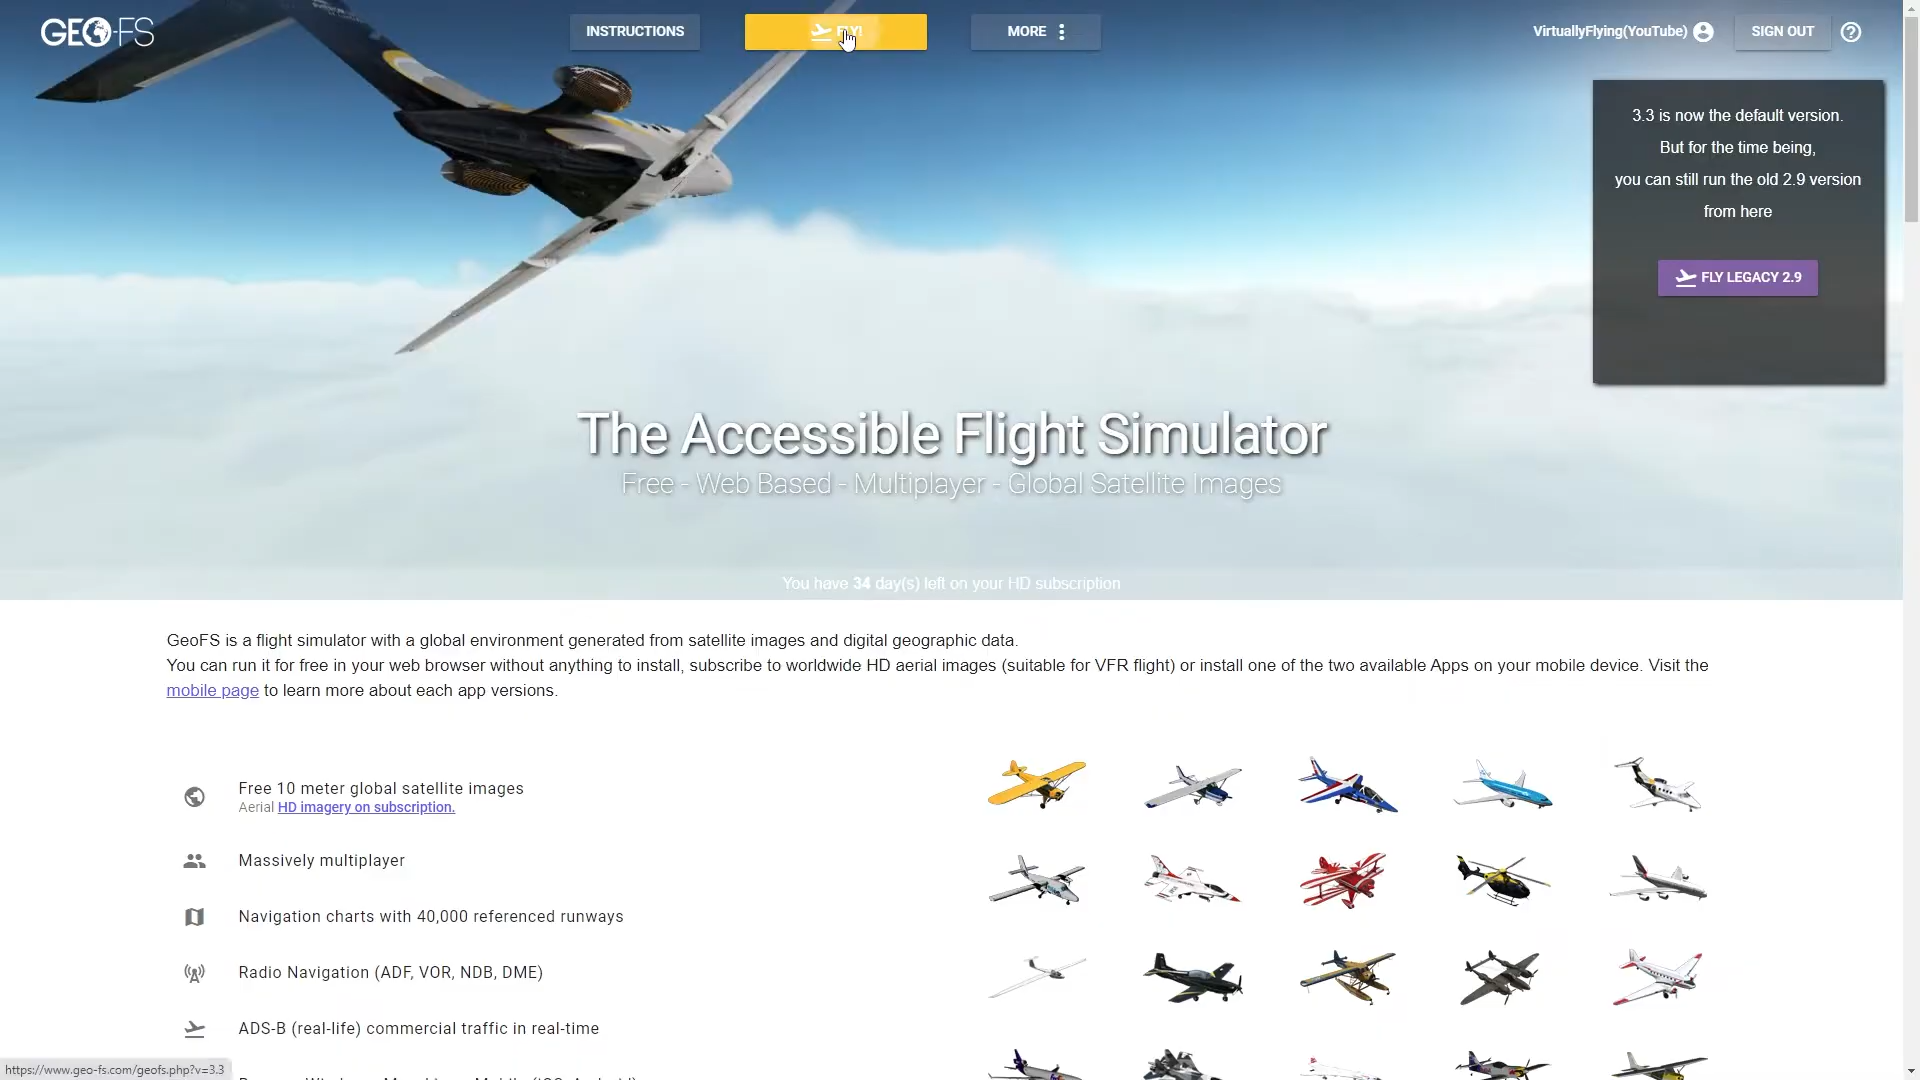 GEO-FS
INSTRUCTIONS
FLY!
MORE
VirtuallyFlying(YouTube)
SIGN OUT
3.3 is now the default version.
But for the time being,
you can still run the old 2.9 version
from here
FLY LEGACY 2.9
The Accessible Flight Simulator
Free - Web Based - Multiplayer - Global Satellite Images
You have 34 day(s) left on your HD subscription
GeoFS is a flight simulator with a global environment generated from satellite images and digital geographic data.
You can run it for free in your web browser without anything to install, subscribe to worldwide HD aerial images (suitable for VFR flight) or install one of the two available Apps on your mobile device. Visit the
mobile page to learn more about each app versions.
Free 10 meter global satellite images
Aerial HD imagery on subscription.
Massively multiplayer
Navigation charts with 40,000 referenced runways
Radio Navigation (ADF, VOR, NDB, DME)
ADS-B (real-life) commercial traffic in real-time
https://www.geo-fs.com/geofs.php?v=3.3